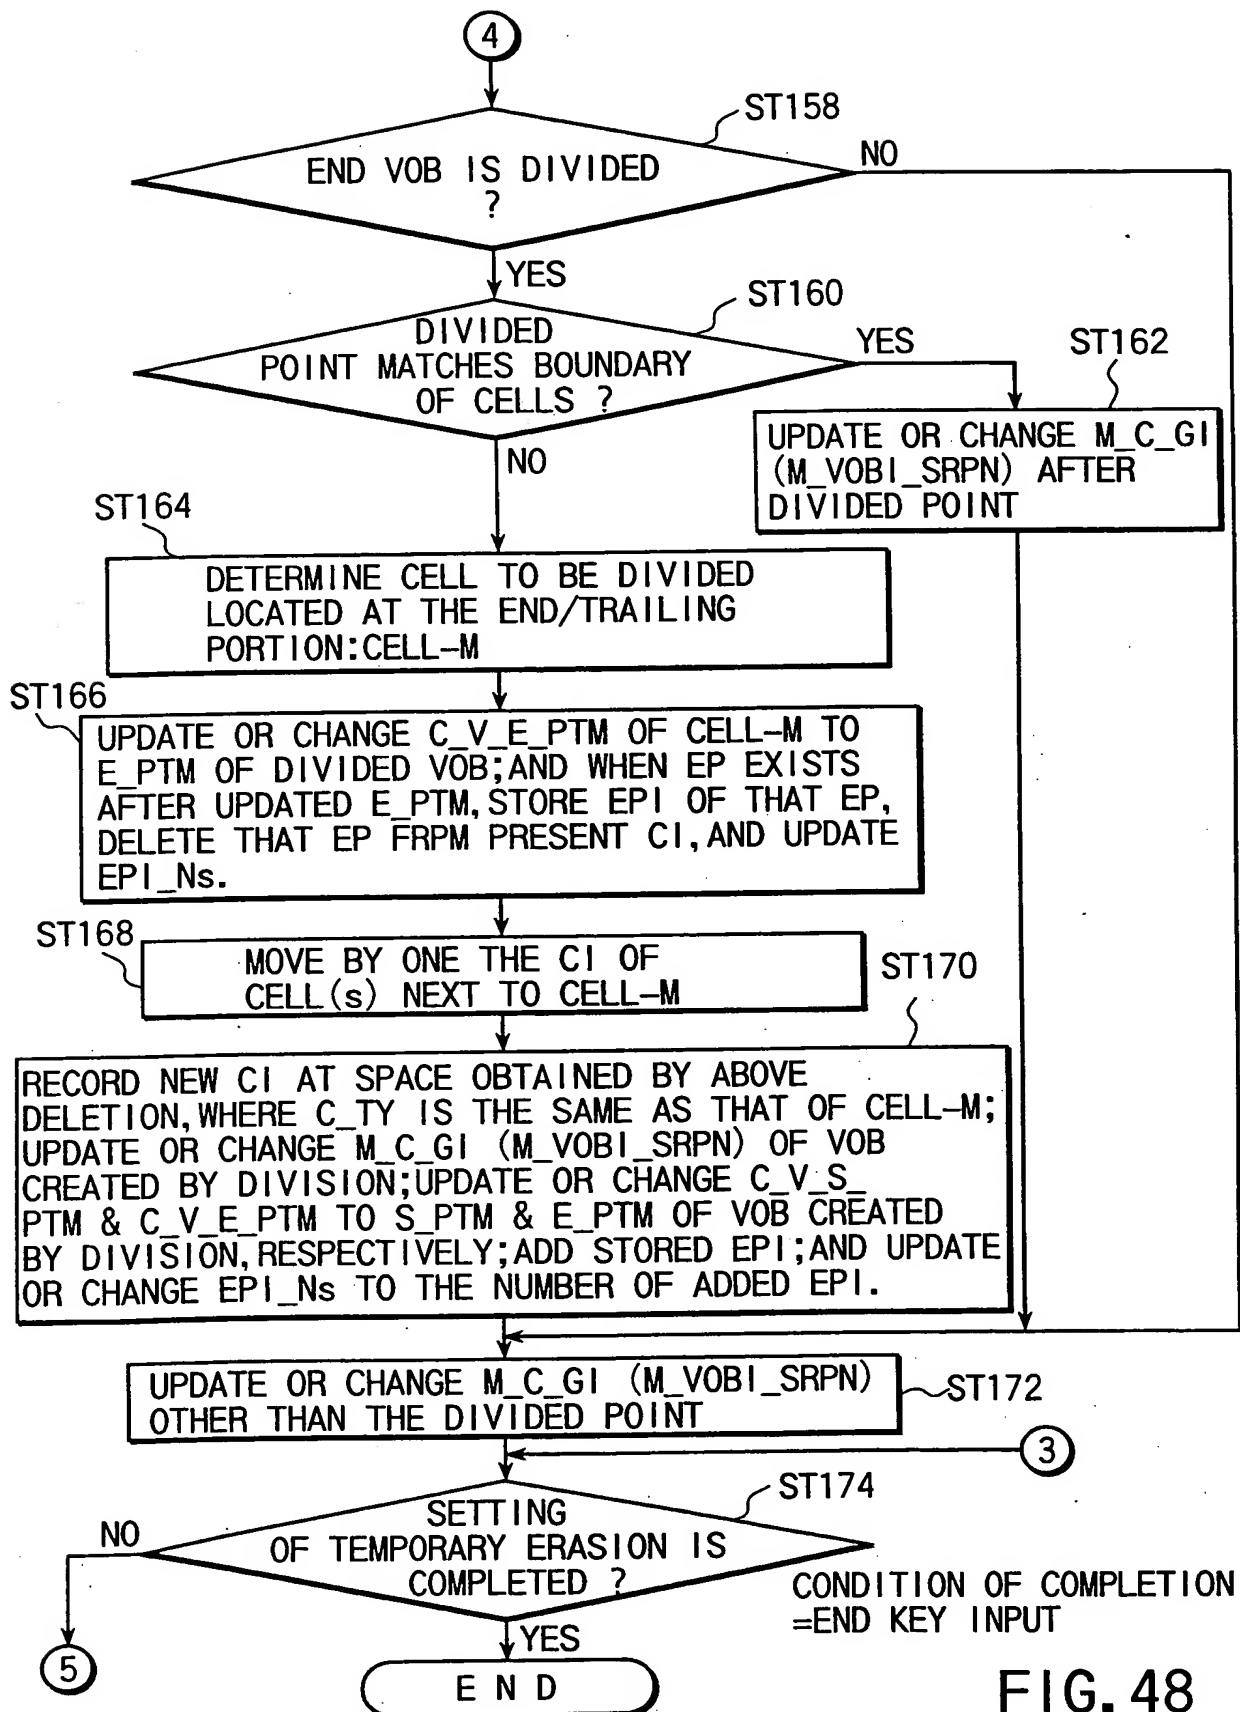 4
ST158
END VOB IS DIVIDED
?
NO
YES
ST160
DIVIDED
POINT MATCHES BOUNDARY
OF CELLS ?
YES
ST162
UPDATE OR CHANGE M_C_GI
(M_VOBI_SRPN) AFTER
DIVIDED POINT
NO
ST164
DETERMINE CELL TO BE DIVIDED
LOCATED AT THE END/TRAILING
PORTION:CELL-M
ST166
UPDATE OR CHANGE C_V_E_PTM OF CELL-M TO
E_PTM OF DIVIDED VOB;AND WHEN EP EXISTS
AFTER UPDATED E_PTM, STORE EPI OF THAT EP,
DELETE THAT EP FRPM PRESENT CI, AND UPDATE
EPI_Ns.
ST168
MOVE BY ONE THE CI OF
CELL(s) NEXT TO CELL-M
ST170
RECORD NEW CI AT SPACE OBTAINED BY ABOVE
DELETION, WHERE C_TY IS THE SAME AS THAT OF CELL-M;
UPDATE OR CHANGE M_C_GI (M_VOBI_SRPN) OF VOB
CREATED BY DIVISION;UPDATE OR CHANGE C_V_S_
PTM & C_V_E_PTM TO S_PTM & E_PTM OF VOB CREATED
BY DIVISION, RESPECTIVELY;ADD STORED EPI;AND UPDATE
OR CHANGE EPI_Ns TO THE NUMBER OF ADDED EPI.
UPDATE OR CHANGE M_C_GI (M_VOBI_SRPN)
OTHER THAN THE DIVIDED POINT
ST172
3
ST174
SETTING
OF TEMPORARY ERASION IS
COMPLETED ?
NO
CONDITION OF COMPLETION
=END KEY INPUT
YES
5
END
FIG. 48